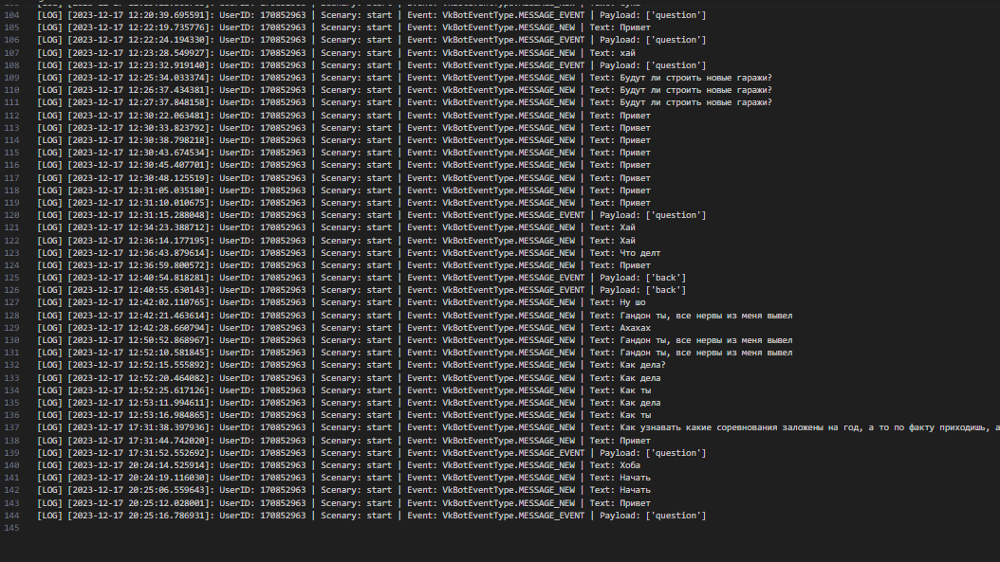 104 [LOG] [2023-12-17 12:20:39.695591]: UserID: 170852963 | Scenary: start | Event: VkBotEventType.MESSAGE_EVENT | Payload: ['question']
105 [LOG] [2023-12-17 12:22:19.735776]: UserID: 170852963 | Scenary: start | Event: VkBotEventType.MESSAGE_NEW | Text: Привет
106 [LOG] [2023-12-17 12:22:24.194330]: UserID: 170852963 | Scenary: start | Event: VkBotEventType.MESSAGE_EVENT | Payload: ['question']
107 [LOG] [2023-12-17 12:23:28.549927]: UserID: 170852963 | Scenary: start | Event: VkBotEventType.MESSAGE_NEW | Text: хай
108 [LOG] [2023-12-17 12:23:32.919140]: UserID: 170852963 | Scenary: start | Event: VkBotEventType.MESSAGE_EVENT | Payload: ['question']
109 [LOG] [2023-12-17 12:25:34.033374]: UserID: 170852963 | Scenary: start | Event: VkBotEventType.MESSAGE_NEW | Text: Будут ли строить новые гаражи?
110 [LOG] [2023-12-17 12:26:37.434381]: UserID: 170852963 | Scenary: start | Event: VkBotEventType.MESSAGE_NEW | Text: Будут ли строить новые гаражи?
111 [LOG] [2023-12-17 12:27:37.848158]: UserID: 170852963 | Scenary: start | Event: VkBotEventType.MESSAGE_NEW | Text: Будут ли строить новые гаражи?
112 [LOG] [2023-12-17 12:30:22.063481]: UserID: 170852963 | Scenary: start | Event: VkBotEventType.MESSAGE_NEW | Text: Привет
113 [LOG] [2023-12-17 12:30:33.823792]: UserID: 170852963 | Scenary: start | Event: VkBotEventType.MESSAGE_NEW | Text: Привет
114 [LOG] [2023-12-17 12:30:38.798218]: UserID: 170852963 | Scenary: start | Event: VkBotEventType.MESSAGE_NEW | Text: Привет
115 [LOG] [2023-12-17 12:30:43.674534]: UserID: 170852963 | Scenary: start | Event: VkBotEventType.MESSAGE_NEW | Text: Привет
116 [LOG] [2023-12-17 12:30:45.407701]: UserID: 170852963 | Scenary: start | Event: VkBotEventType.MESSAGE_NEW | Text: Привет
117 [LOG] [2023-12-17 12:30:48.125519]: UserID: 170852963 | Scenary: start | Event: VkBotEventType.MESSAGE_NEW | Text: Привет
118 [LOG] [2023-12-17 12:31:05.035180]: UserID: 170852963 | Scenary: start | Event: VkBotEventType.MESSAGE_NEW | Text: Привет
119 [LOG] [2023-12-17 12:31:10.010675]: UserID: 170852963 | Scenary: start | Event: VkBotEventType.MESSAGE_NEW | Text: Привет
120 [LOG] [2023-12-17 12:31:15.288048]: UserID: 170852963 | Scenary: start | Event: VkBotEventType.MESSAGE_EVENT | Payload: ['question']
121 [LOG] [2023-12-17 12:34:23.388712]: UserID: 170852963 | Scenary: start | Event: VkBotEventType.MESSAGE_NEW | Text: Хай
122 [LOG] [2023-12-17 12:36:14.177195]: UserID: 170852963 | Scenary: start | Event: VkBotEventType.MESSAGE_NEW | Text: Хай
123 [LOG] [2023-12-17 12:36:43.879614]: UserID: 170852963 | Scenary: start | Event: VkBotEventType.MESSAGE_NEW | Text: Что делт
124 [LOG] [2023-12-17 12:36:59.800572]: UserID: 170852963 | Scenary: start | Event: VkBotEventType.MESSAGE_NEW | Text: Привет
125 [LOG] [2023-12-17 12:40:54.818281]: UserID: 170852963 | Scenary: start | Event: VkBotEventType.MESSAGE_EVENT | Payload: ['back']
126 [LOG] [2023-12-17 12:40:55.630143]: UserID: 170852963 | Scenary: start | Event: VkBotEventType.MESSAGE_EVENT | Payload: ['back']
127 [LOG] [2023-12-17 12:42:02.110765]: UserID: 170852963 | Scenary: start | Event: VkBotEventType.MESSAGE_NEW | Text: Ну шо
128 [LOG] [2023-12-17 12:42:21.463614]: UserID: 170852963 | Scenary: start | Event: VkBotEventType.MESSAGE_NEW | Text: Гандон ты, все нервы из меня вывел
129 [LOG] [2023-12-17 12:42:28.660794]: UserID: 170852963 | Scenary: start | Event: VkBotEventType.MESSAGE_NEW | Text: Ахахах
130 [LOG] [2023-12-17 12:50:52.868967]: UserID: 170852963 | Scenary: start | Event: VkBotEventType.MESSAGE_NEW | Text: Гандон ты, все нервы из меня вывел
131 [LOG] [2023-12-17 12:52:10.581845]: UserID: 170852963 | Scenary: start | Event: VkBotEventType.MESSAGE_NEW | Text: Гандон ты, все нервы из меня вывел
132 [LOG] [2023-12-17 12:52:15.555892]: UserID: 170852963 | Scenary: start | Event: VkBotEventType.MESSAGE_NEW | Text: Как дела?
133 [LOG] [2023-12-17 12:52:20.464082]: UserID: 170852963 | Scenary: start | Event: VkBotEventType.MESSAGE_NEW | Text: Как дела
134 [LOG] [2023-12-17 12:52:25.617126]: UserID: 170852963 | Scenary: start | Event: VkBotEventType.MESSAGE_NEW | Text: Как ты
135 [LOG] [2023-12-17 12:53:11.994611]: UserID: 170852963 | Scenary: start | Event: VkBotEventType.MESSAGE_NEW | Text: Как дела
136 [LOG] [2023-12-17 12:53:16.984865]: UserID: 170852963 | Scenary: start | Event: VkBotEventType.MESSAGE_NEW | Text: Как ты
137 [LOG] [2023-12-17 17:31:38.397936]: UserID: 170852963 | Scenary: start | Event: VkBotEventType.MESSAGE_NEW | Text: Как узнавать какие соревнования заложены на год, а то по факту приходишь, а
138 [LOG] [2023-12-17 17:31:44.742020]: UserID: 170852963 | Scenary: start | Event: VkBotEventType.MESSAGE_NEW | Text: Привет
139 [LOG] [2023-12-17 17:31:52.552692]: UserID: 170852963 | Scenary: start | Event: VkBotEventType.MESSAGE_EVENT | Payload: ['question']
140 [LOG] [2023-12-17 20:24:14.525914]: UserID: 170852963 | Scenary: start | Event: VkBotEventType.MESSAGE_NEW | Text: Хоба
141 [LOG] [2023-12-17 20:24:19.116030]: UserID: 170852963 | Scenary: start | Event: VkBotEventType.MESSAGE_NEW | Text: Начать
142 [LOG] [2023-12-17 20:25:06.559643]: UserID: 170852963 | Scenary: start | Event: VkBotEventType.MESSAGE_NEW | Text: Начать
143 [LOG] [2023-12-17 20:25:12.028001]: UserID: 170852963 | Scenary: start | Event: VkBotEventType.MESSAGE_NEW | Text: Привет
144 [LOG] [2023-12-17 20:25:16.786931]: UserID: 170852963 | Scenary: start | Event: VkBotEventType.MESSAGE_EVENT | Payload: ['question']
145